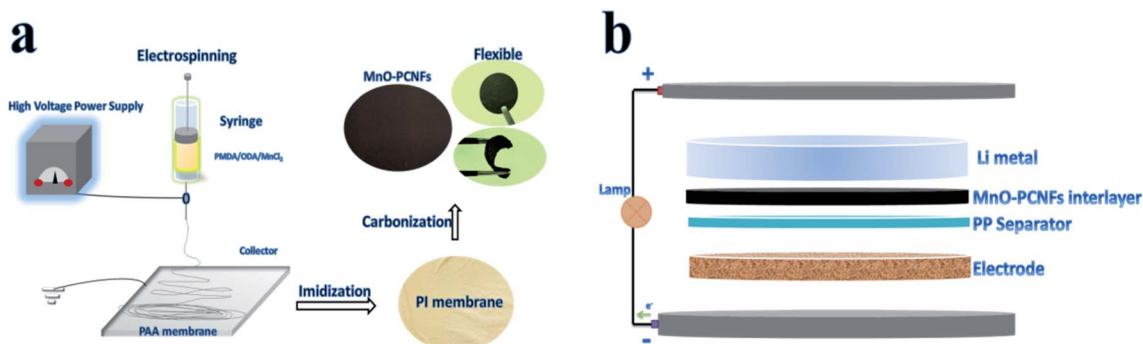 a
Electrospinning
High Voltage Power Supply
Syringe
PMDA/ODA/MnCl₂
Collector
PAA membrane
Imidization
PI membrane
Carbonization
MnO-PCNFs
Flexible
b
+
Li metal
Lamp
MnO-PCNFs interlayer
PP Separator
Electrode
e⁻
-